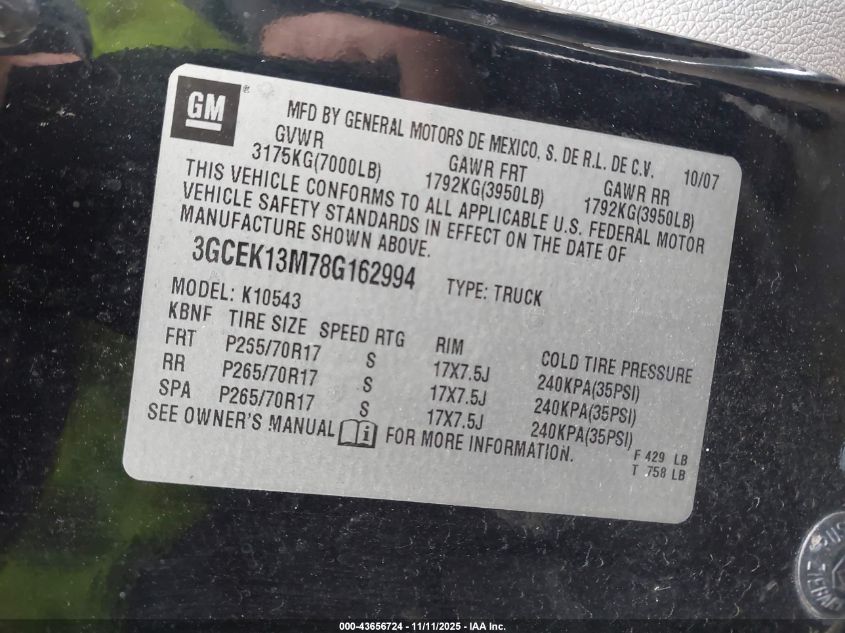 GM
MFD BY GENERAL MOTORS DE MEXICO, S. DE R.L. DE C.V. 10/07
GVWR GAWR FRT GAWR RR
3175KG(7000LB) 1792KG(3950LB) 1792KG(3950LB)
THIS VEHICLE CONFORMS TO ALL APPLICABLE U.S. FEDERAL MOTOR
VEHICLE SAFETY STANDARDS IN EFFECT ON THE DATE OF
MANUFACTURE SHOWN ABOVE.
3GCEK13M78G162994 TYPE: TRUCK
MODEL: K10543
KBNF TIRE SIZE SPEED RTG RIM COLD TIRE PRESSURE
FRT P265/70R17 S 17X7.5J 240KPA(35PSI)
RR P265/70R17 S 17X7.5J 240KPA(35PSI)
SPA P265/70R17 S 17X7.5J 240KPA(35PSI)
SEE OWNER'S MANUAL FOR MORE INFORMATION.
F 429 LB
T 758 LB
000-43656724 - 11/11/2025 - IAA Inc.